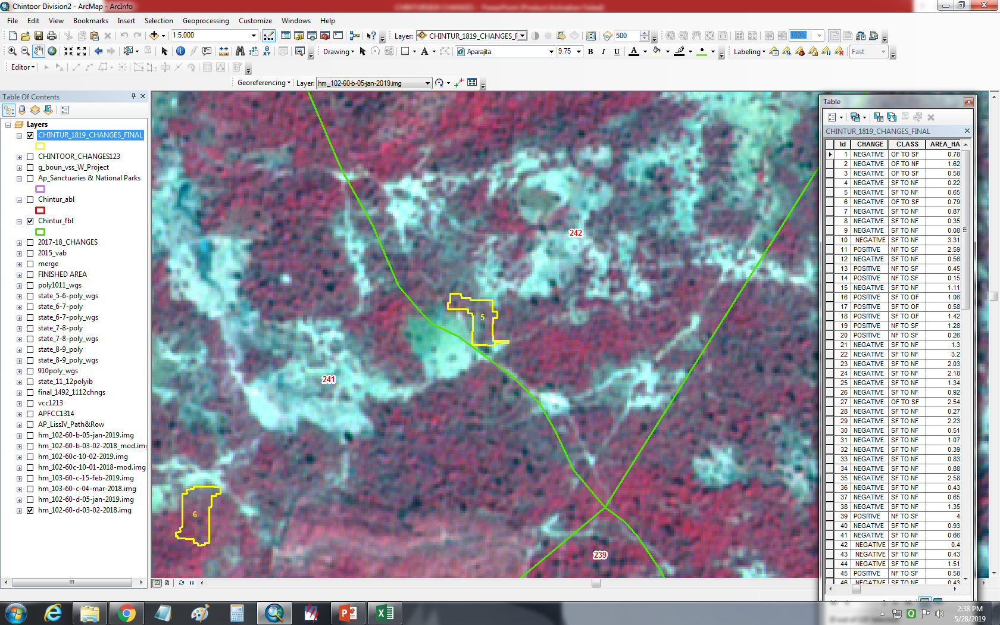 Chintoor Division2 - ArcMap - ArcInfo
File Edit View Bookmarks Insert Selection Geoprocessing Customize Windows Help
1:5,000
Layer: CHINTUR_1819_CHANGES_F
500
100%
Drawing
Aparajita
9.75
B I U A
Labeling
Fast
Editor
Georeferencing Layer: hm_102-60-b-05-jan-2019.img
Table Of Contents
Layers
CHINTUR_1819_CHANGES_FINAL
CHINTOOR_CHANGES123
g_boun_vss_W_Project
Ap_Sanctuaries & National Parks
Chintur_abl
Chintur_fbl
2017-18_CHANGES
2015_vab
merge
FINISHED AREA
poly1011_wgs
state_5-6-poly_wgs
state_6-7-poly
state_6-7-poly_wgs
state_7-8-poly
state_7-8-poly_wgs
state_8-9_poly
state_8-9_poly_wgs
910poly_wgs
state_11_12polyib
final_1492_1112chngs
vcc1213
APFCC1314
AP_LissIV_Path&Row
hm_102-60-b-05-jan-2019.img
hm_102-60-b-03-02-2018_mod.img
hm_102-60c-10-02-2019.img
hm_102-60c-10-01-2018-mod.img
hm_103-60-c-15-feb-2019.img
hm_103-60-c-04-mar-2018.img
hm_102-60-d-05-jan-2019.img
hm_102-60-d-03-02-2018.img
242
5
241
6
239
Table
CHINTUR_1819_CHANGES_FINAL
Id CHANGE CLASS AREA_HA
1 NEGATIVE OF TO SF 0.78
2 NEGATIVE OF TO NF 1.62
3 NEGATIVE OF TO SF 0.58
4 NEGATIVE SF TO NF 0.22
5 NEGATIVE SF TO NF 0.65
6 NEGATIVE OF TO SF 0.79
7 NEGATIVE SF TO NF 0.87
8 NEGATIVE SF TO NF 0.35
9 NEGATIVE SF TO NF 0.08
10 NEGATIVE SF TO NF 3.31
11 POSITIVE NF TO SF 2.59
12 NEGATIVE SF TO NF 0.56
13 POSITIVE NF TO SF 0.45
14 POSITIVE NF TO SF 0.15
15 NEGATIVE SF TO NF 1.11
16 POSITIVE SF TO OF 1.06
17 POSITIVE SF TO OF 0.58
18 POSITIVE SF TO OF 1.42
19 POSITIVE NF TO SF 1.28
20 POSITIVE NF TO SF 0.26
21 NEGATIVE SF TO NF 1.3
22 NEGATIVE SF TO NF 3.2
23 NEGATIVE SF TO NF 2.03
24 NEGATIVE SF TO NF 2.18
25 NEGATIVE SF TO NF 1.34
26 NEGATIVE SF TO NF 0.92
27 NEGATIVE OF TO SF 2.54
28 NEGATIVE SF TO NF 0.27
29 NEGATIVE SF TO NF 2.23
30 NEGATIVE SF TO NF 0.51
31 NEGATIVE SF TO NF 1.07
32 NEGATIVE SF TO NF 0.39
33 NEGATIVE SF TO NF 0.83
34 NEGATIVE SF TO NF 0.88
35 NEGATIVE SF TO NF 2.58
36 NEGATIVE SF TO NF 0.43
37 NEGATIVE SF TO NF 0.65
38 NEGATIVE SF TO NF 1.35
39 POSITIVE NF TO SF 4
40 NEGATIVE SF TO NF 0.93
41 NEGATIVE SF TO NF 0.66
42 NEGATIVE SF TO NF 0.4
43 NEGATIVE SF TO NF 0.43
44 NEGATIVE SF TO NF 1.51
45 POSITIVE NF TO SF 0.58
46 NEGATIVE SF TO NF 0.43
2:38 PM
5/28/2019